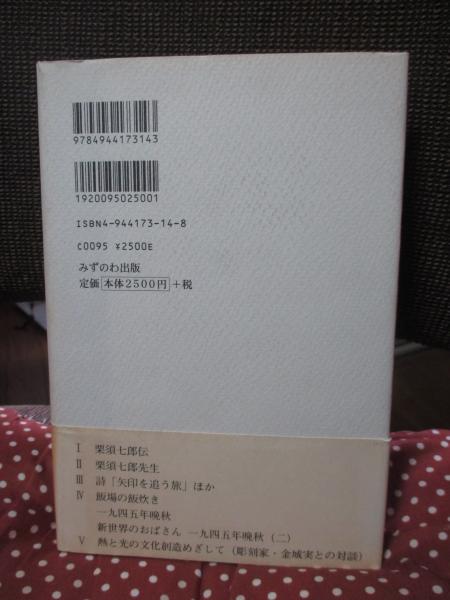 9784944173143
1920095025001
ISBN4-944173-14-8
C0095 ¥2500E
みずのわ出版
定価 本体2500円 +税
Ⅰ 栗須七郎伝
Ⅱ 栗須七郎先生
Ⅲ 詩「矢印を追う旅」ほか
Ⅳ 飯場の飯炊き
一九四五年晩秋
新世界のおばさん 一九四五年晩秋（二）
Ⅴ 熱と光の文化創造めざして（彫刻家・金城実との対談）